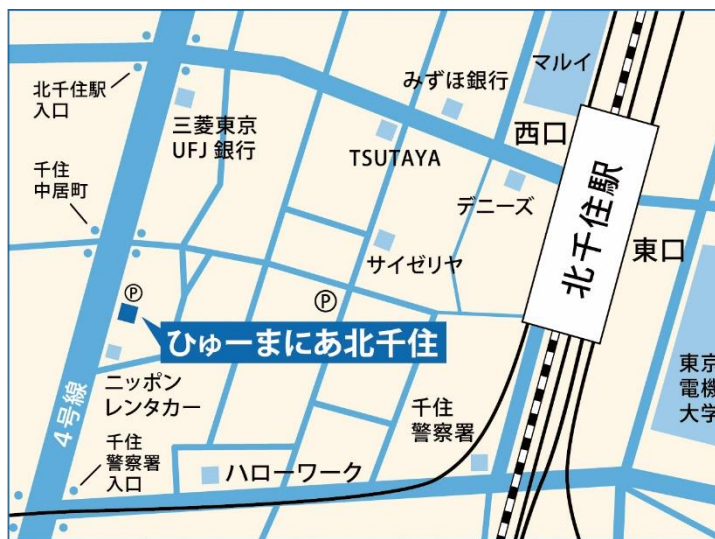 マルイ
みずほ銀行
北千住駅
入口
三菱東京
UFJ 銀行
TSUTAYA
西口
北千住駅
東口
デニーズ
千住
中居町
サイゼリヤ
P
P
ひゅーまにあ北千住
ニッポン
レンタカー
4号線
東京
電機
大学
千住
警察署
千住
警察署
入口
ハローワーク